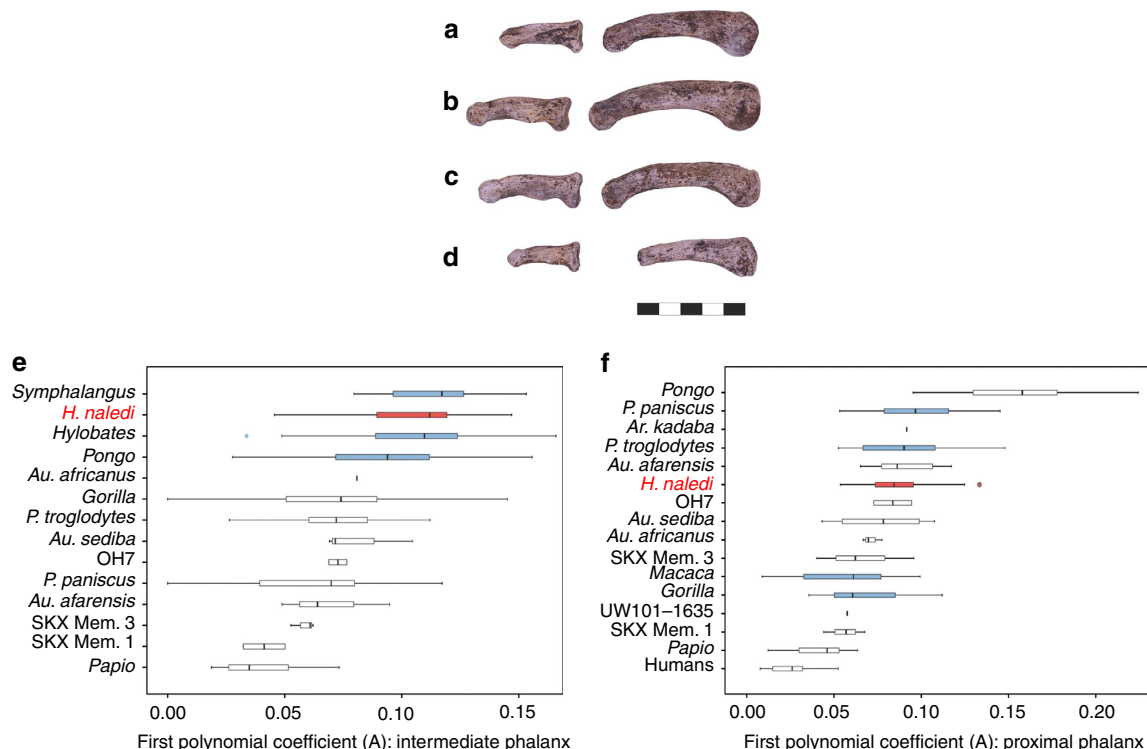 a
b
c
d
e
Symphalangus
H. naledi
Hylobates
Pongo
Au. africanus
Gorilla
P. troglodytes
Au. sediba
OH7
P. paniscus
Au. afarensis
SKX Mem. 3
SKX Mem. 1
Papio
0.00 0.05 0.10 0.15
First polynomial coefficient (A): intermediate phalanx
f
Pongo
P. paniscus
Ar. kadaba
P. troglodytes
Au. afarensis
H. naledi
OH7
Au. sediba
Au. africanus
SKX Mem. 3
Macaca
Gorilla
UW101–1635
SKX Mem. 1
Papio
Humans
0.00 0.05 0.10 0.15 0.20
First polynomial coefficient (A): proximal phalanx